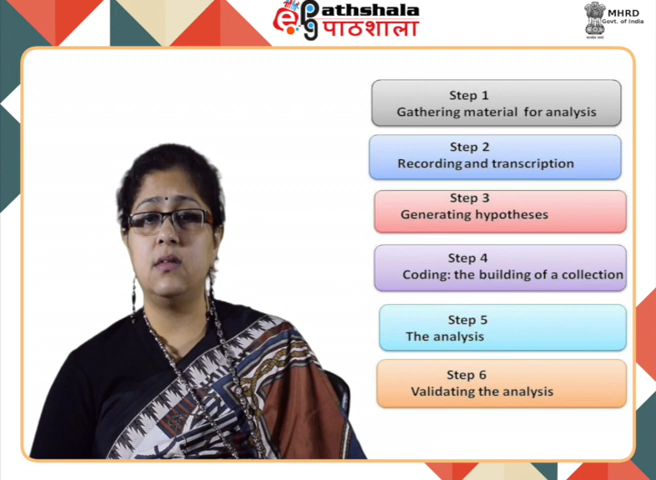 ePathshala
पाठशाला
MHRD
Govt. of India
Step 1
Gathering material for analysis
Step 2
Recording and transcription
Step 3
Generating hypotheses
Step 4
Coding: the building of a collection
Step 5
The analysis
Step 6
Validating the analysis